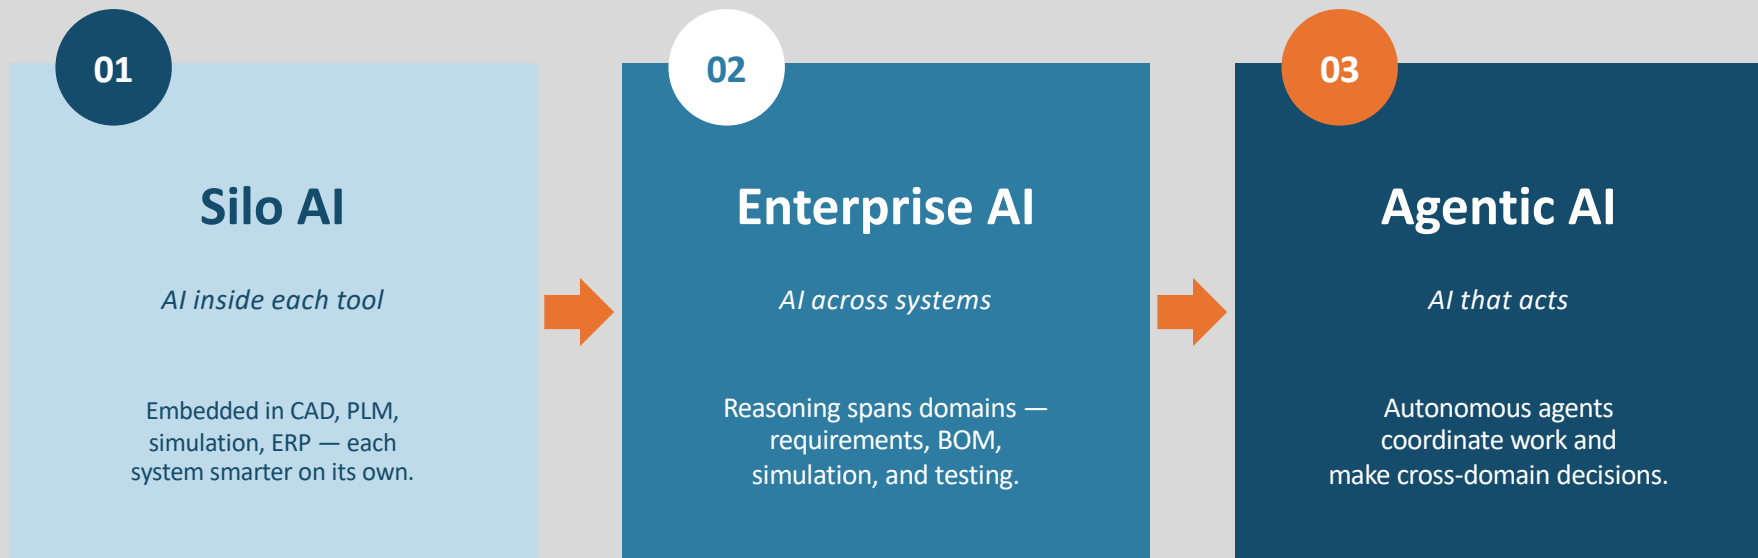 01
Silo AI
AI inside each tool
Embedded in CAD, PLM,
simulation, ERP — each
system smarter on its own.
02
Enterprise AI
AI across systems
Reasoning spans domains —
requirements, BOM,
simulation, and testing.
03
Agentic AI
AI that acts
Autonomous agents
coordinate work and
make cross-domain decisions.